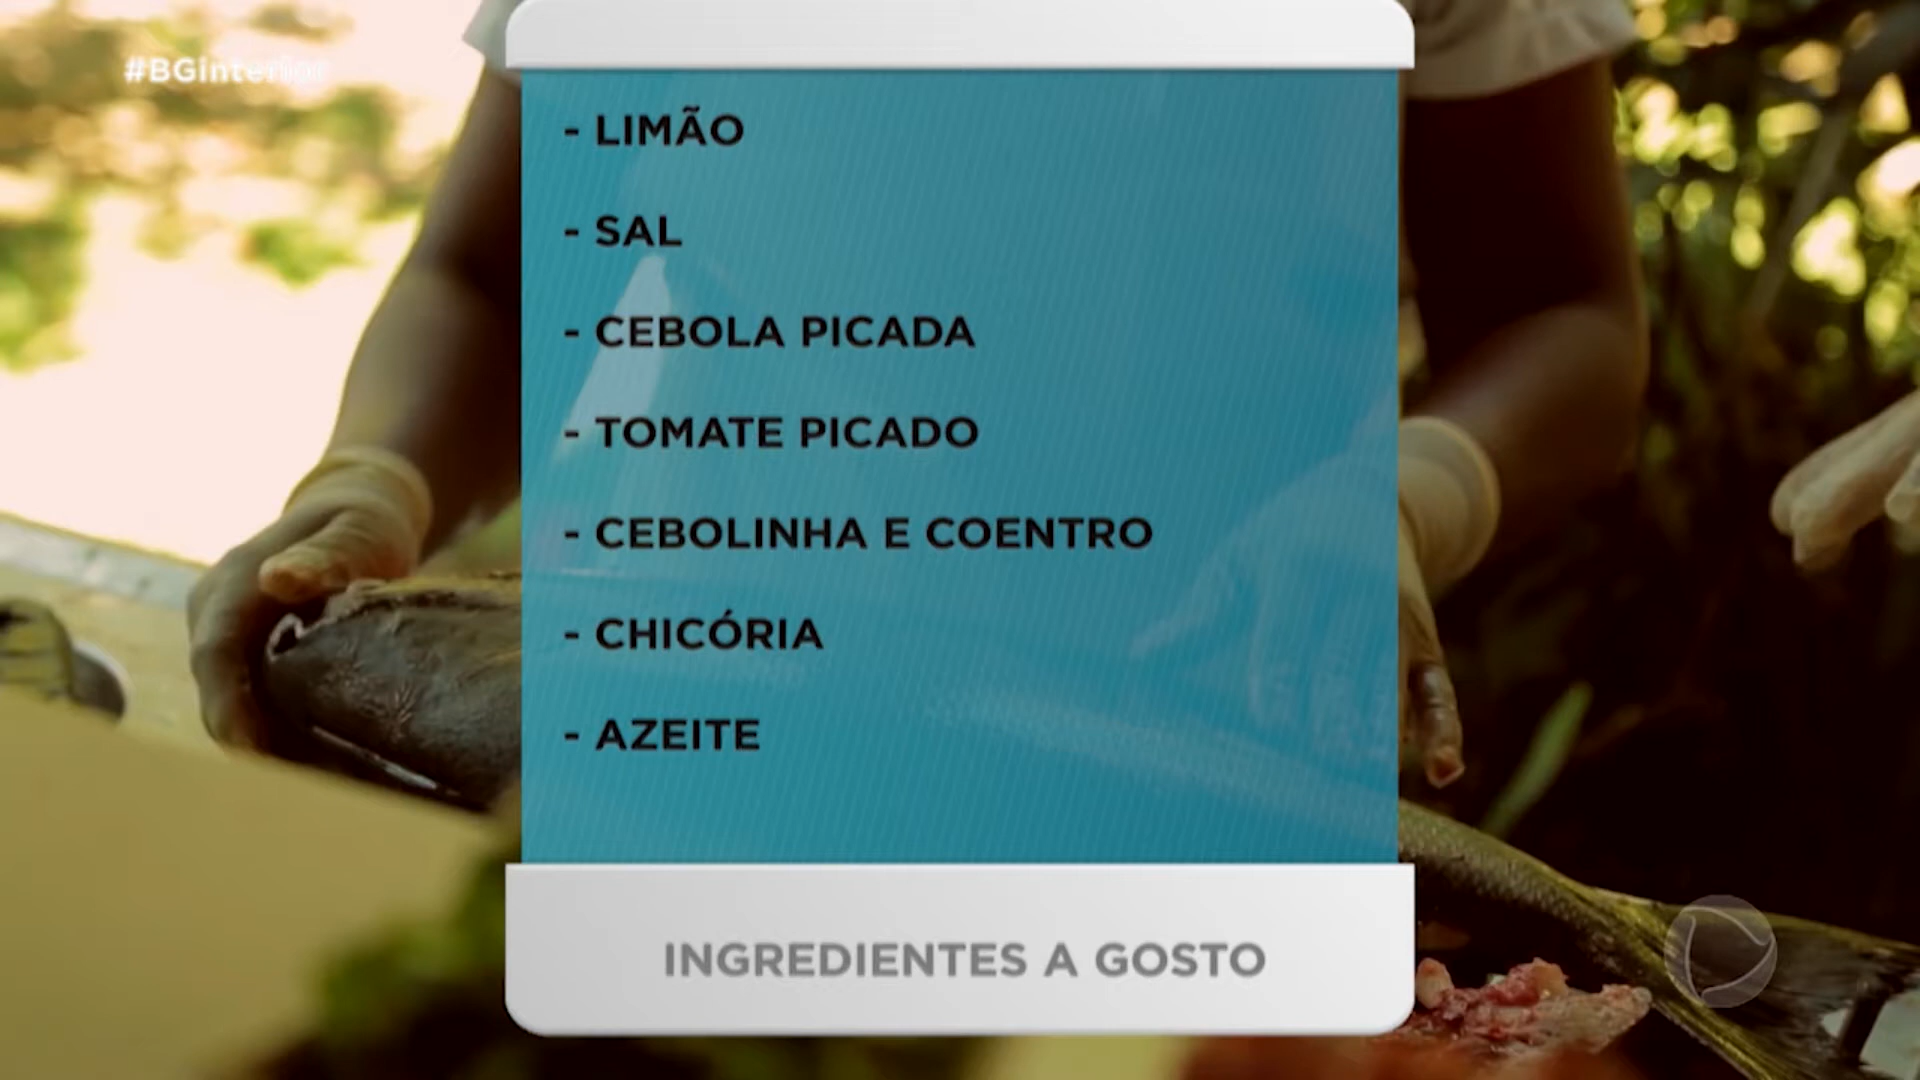 #BGinterior
- LIMÃO
- SAL
- CEBOLA PICADA
- TOMATE PICADO
- CEBOLINHA E COENTRO
- CHICÓRIA
- AZEITE
INGREDIENTES A GOSTO